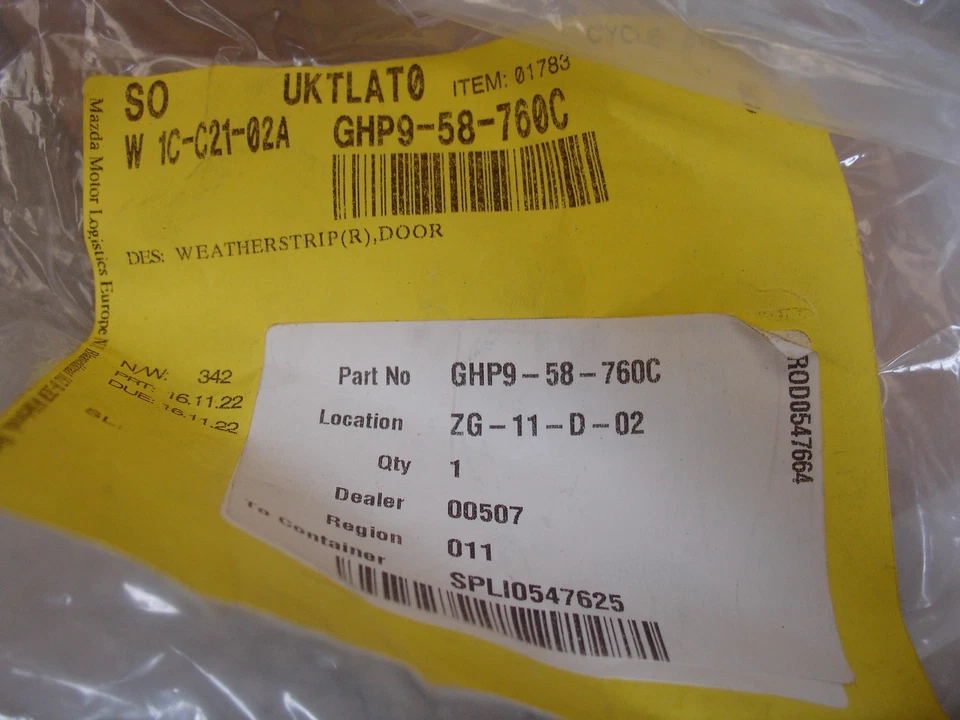 SO UKTLAT0 ITEM: 01783
W 1C-C21-02A GHP9-58-760C
DES: WEATHERSTRIP(R),DOOR
Mazda Motor Logistics Europe
N/W: 342
PRT: 16.11.22
DUE: 16.11.22
Part No GHP9-58-760C
Location ZG-11-D-02
Qty 1
Dealer 00507
Region 011
To Container SPLI0547625
ROD0547664